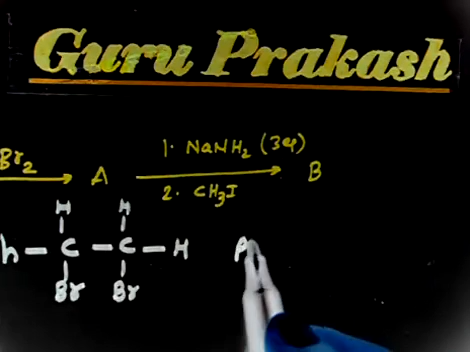 Guru Prakash
Br2 A 1. NaNH2 (3eq) B
2. CH3I
H H
h - C - C - H A
Br Br